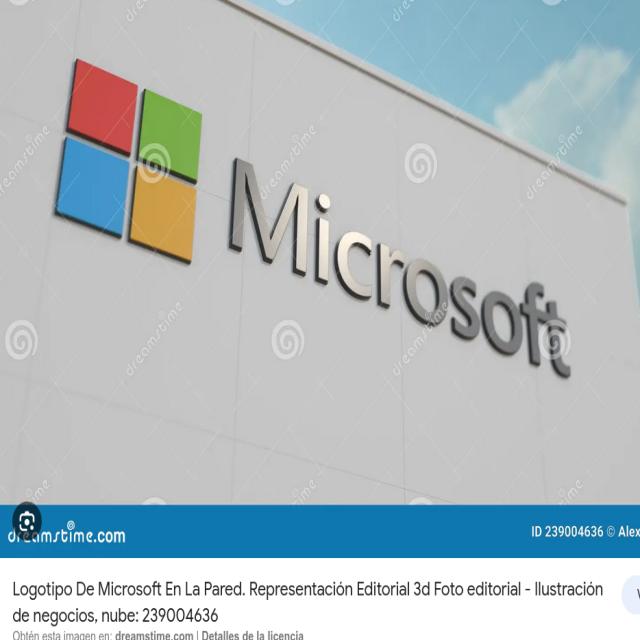 Microsoft
dreamstime.com
ID 239004636 © Alex
Logotipo De Microsoft En La Pared. Representación Editorial 3d Foto editorial - Ilustración
de negocios, nube: 239004636
Obtén esta imagen en: dreamstime.com | Detalles de la licencia